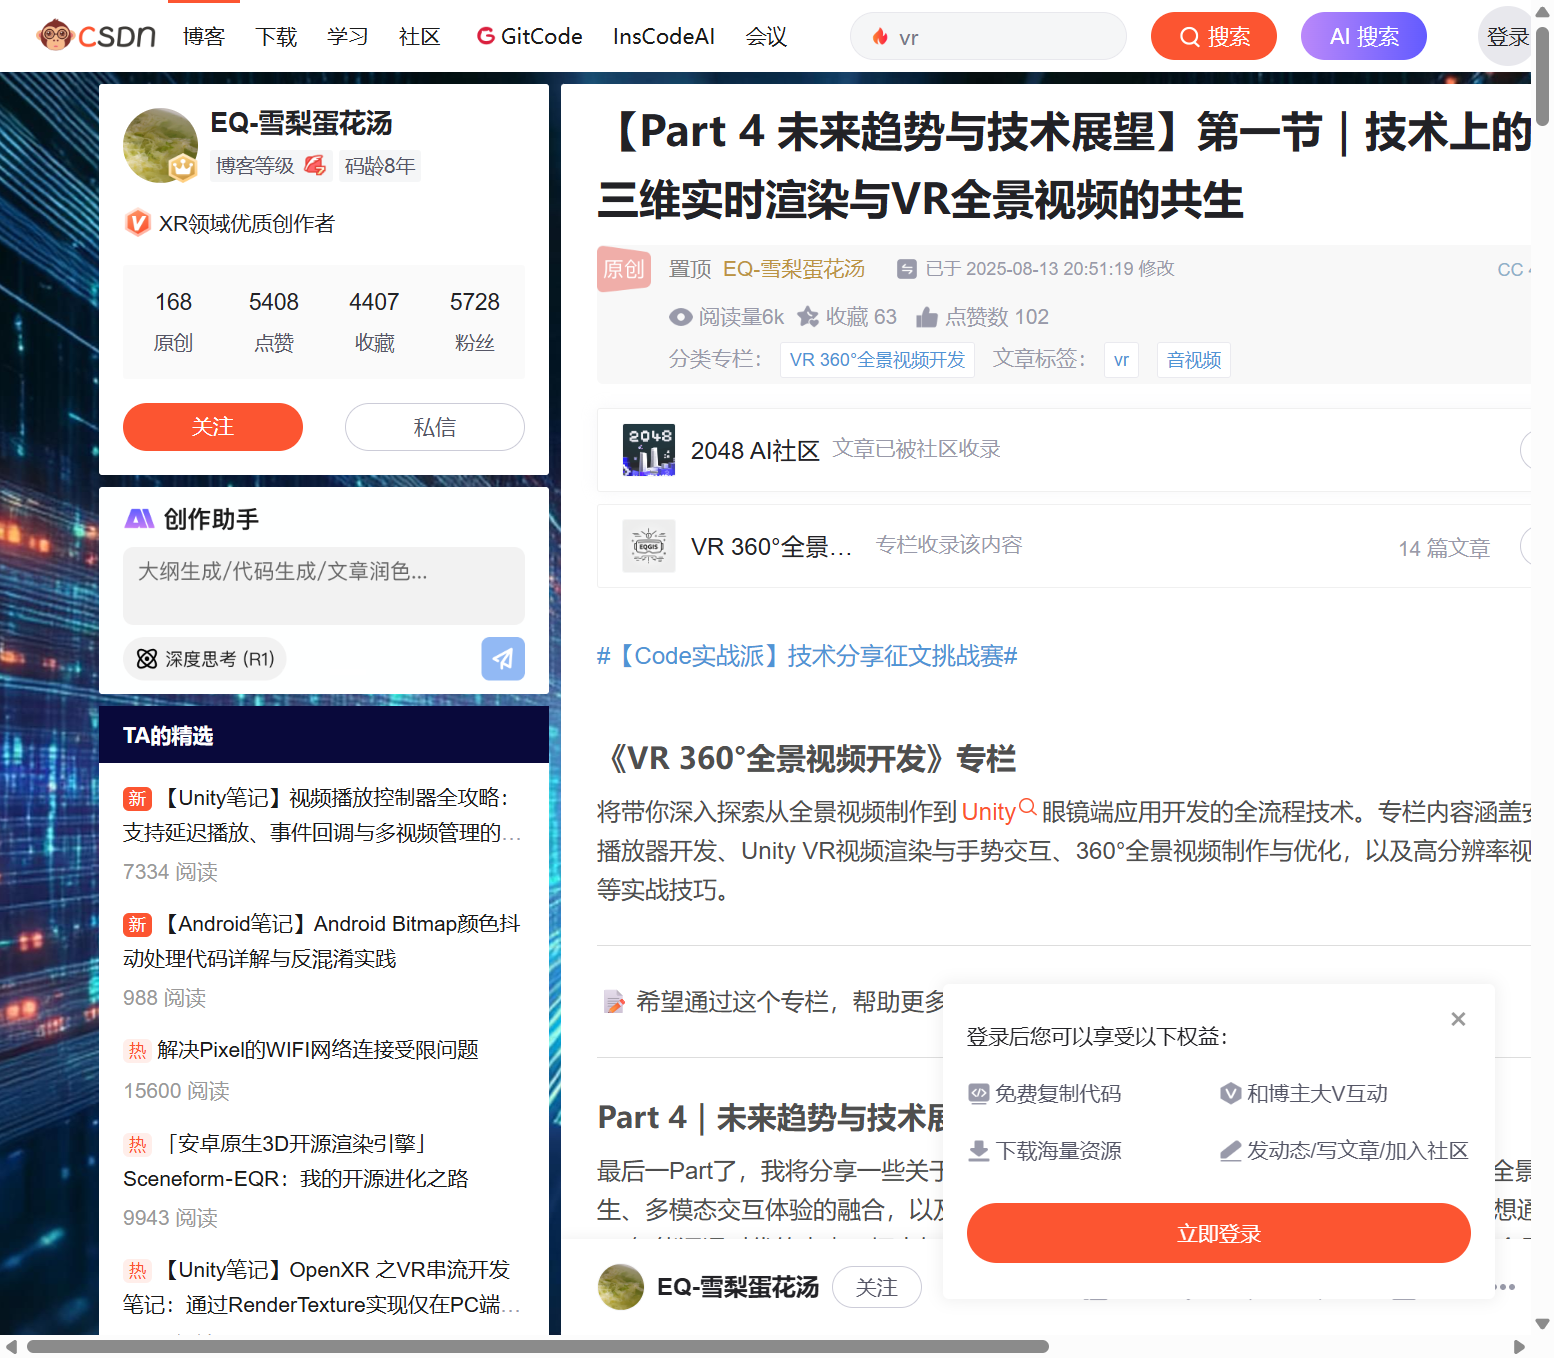 CSDN 博客 下载 学习 社区 GitCode InsCodeAI 会议 vr 搜索 AI 搜索 登录
EQ-雪梨蛋花汤
博客等级 码龄8年
XR领域优质创作者
168 5408 4407 5728
原创 点赞 收藏 粉丝
关注 私信
创作助手
大纲生成/代码生成/文章润色...
深度思考 (R1)
TA的精选
新 【Unity笔记】视频播放控制器全攻略：
支持延迟播放、事件回调与多视频管理的...
7334 阅读
新 【Android笔记】Android Bitmap颜色抖
动处理代码详解与反混淆实践
988 阅读
热 解决Pixel的WIFI网络连接受限问题
15600 阅读
热 「安卓原生3D开源渲染引擎」
Sceneform-EQR：我的开源进化之路
9943 阅读
热 【Unity笔记】OpenXR 之VR串流开发
笔记：通过RenderTexture实现仅在PC端...
【Part 4 未来趋势与技术展望】第一节｜技术上的
三维实时渲染与VR全景视频的共生
原创 置顶 EQ-雪梨蛋花汤 已于 2025-08-13 20:51:19 修改 CC
阅读量6k 收藏 63 点赞数 102
分类专栏： VR 360°全景视频开发 文章标签： vr 音视频
2048 AI社区 文章已被社区收录
VR 360°全景... 专栏收录该内容 14 篇文章
#【Code实战派】技术分享征文挑战赛#
《VR 360°全景视频开发》专栏
将带你深入探索从全景视频制作到Unity眼镜端应用开发的全流程技术。专栏内容涵盖安
播放器开发、Unity VR视频渲染与手势交互、360°全景视频制作与优化，以及高分辨率视
等实战技巧。
希望通过这个专栏，帮助更多
Part 4｜未来趋势与技术展
最后一Part了，我将分享一些关于 全景
生、多模态交互体验的融合，以及 想通
EQ-雪梨蛋花汤 关注
登录后您可以享受以下权益：
免费复制代码 和博主大V互动
下载海量资源 发动态/写文章/加入社区
立即登录